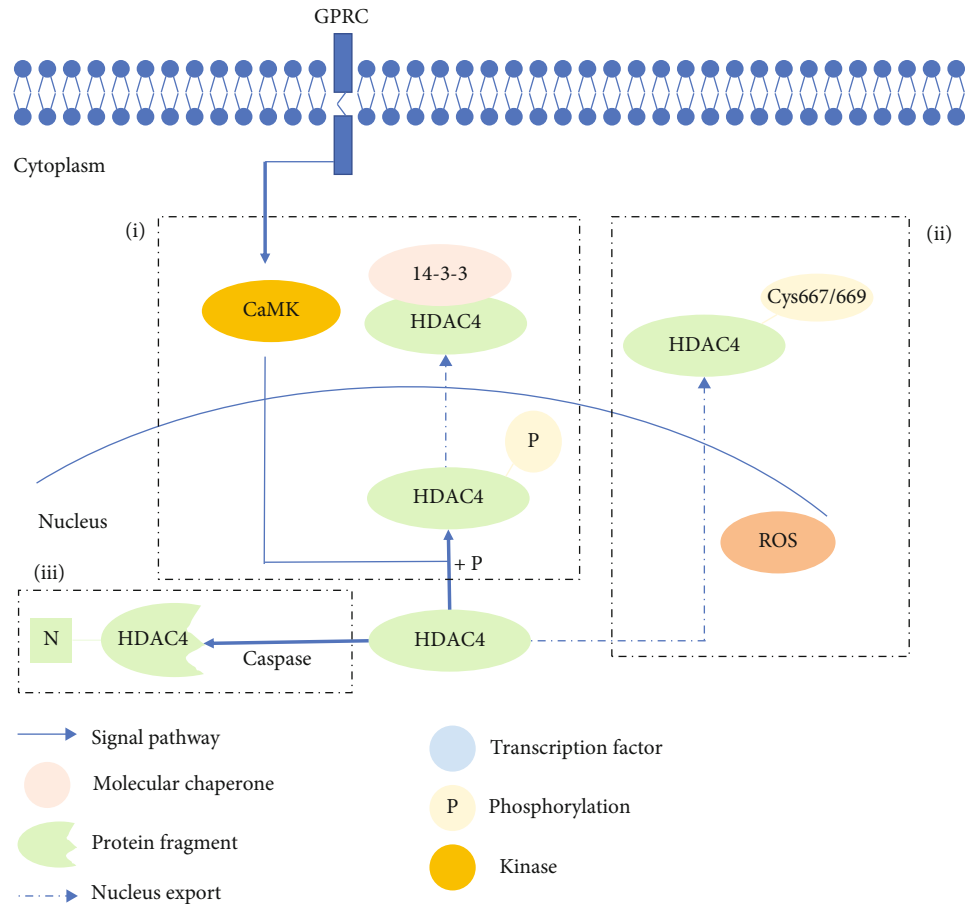 GPRC
Cytoplasm
(i)
(ii)
14-3-3
Cys667/669
CaMK
HDAC4
HDAC4
P
HDAC4
Nucleus
ROS
+ P
(iii)
N
HDAC4
Caspase
HDAC4
Signal pathway
Molecular chaperone
Protein fragment
Nucleus export
Transcription factor
P
Phosphorylation
Kinase